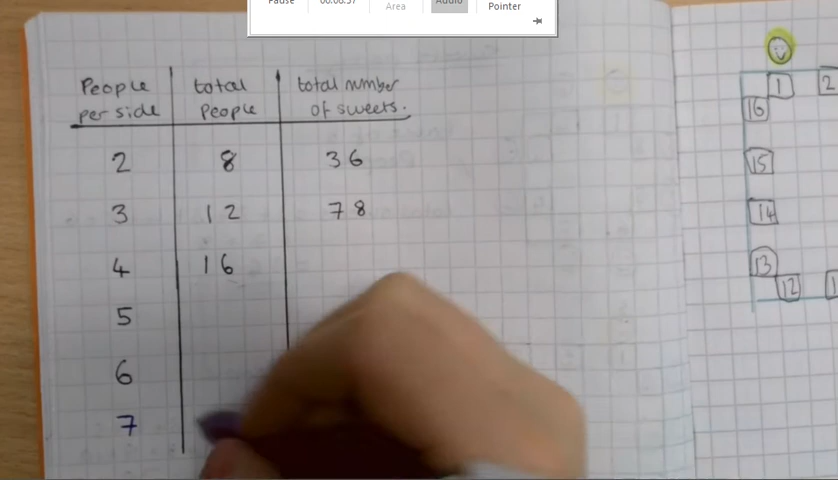 Pause 00:08:37 Area Audio Pointer
People total total number
per side People of sweets.
2 8 36
3 12 78
4 16
5
6
7
1 2
16
15
14
13
12 1